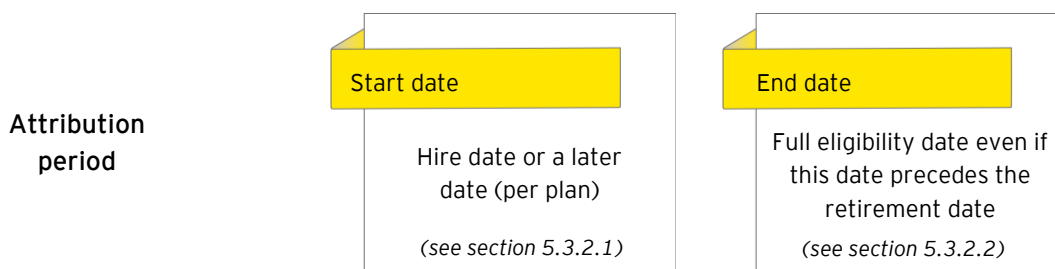 Attribution
period
Start date
Hire date or a later
date (per plan)
(see section 5.3.2.1)
End date
Full eligibility date even if
this date precedes the
retirement date
(see section 5.3.2.2)